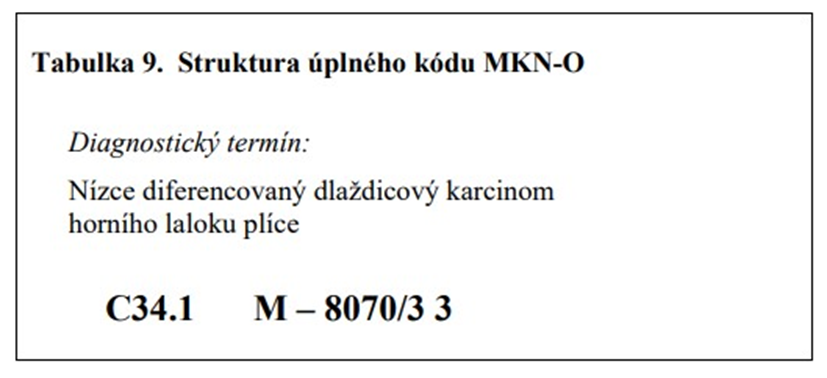 Tabulka 9. Struktura úplného kódu MKN-O
Diagnostický termín:
Nízce diferencovaný dlaždicový karcinom
horního laloku plíce
C34.1 M – 8070/3 3